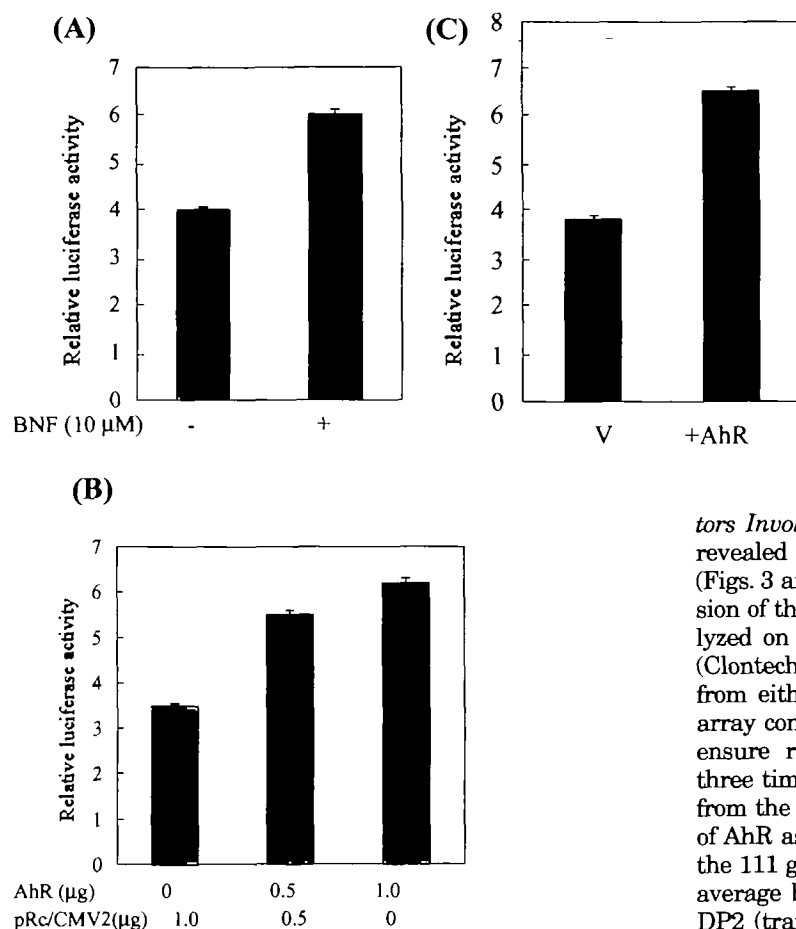 (A)
Relative luciferase activity
7
6
5
4
3
2
1
0
BNF (10 μM) - +
(C)
Relative luciferase activity
8
7
6
5
4
3
2
1
0
V +AhR
(B)
Relative luciferase activity
7
6
5
4
3
2
1
0
AhR (μg) 0 0.5 1.0
pRc/CMV2(μg) 1.0 0.5 0
tors Invol
revealed
(Figs. 3 a
sion of th
lyzed on
(Clontech
from eith
array con
ensure r
three tim
from the
of AhR as
the 111 g
average b
DP2 (tra